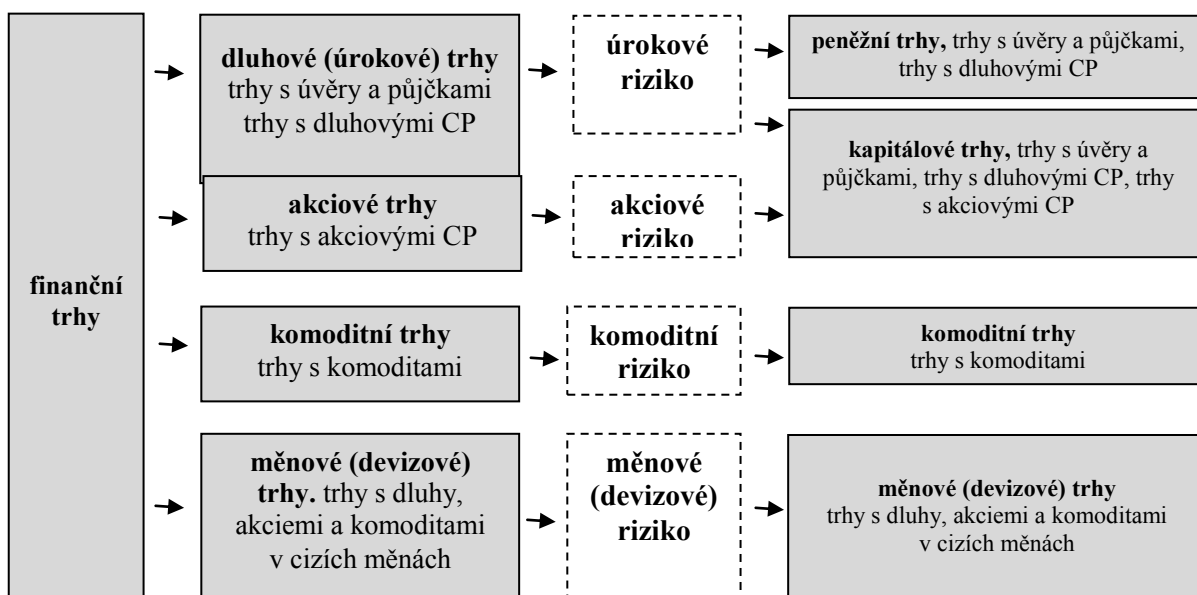 finanční
trhy
dluhové (úrokové) trhy
trhy s úvěry a půjčkami
trhy s dluhovými CP
úrokové
riziko
peněžní trhy, trhy s úvěry a půjčkami,
trhy s dluhovými CP
kapitálové trhy, trhy s úvěry a
půjčkami, trhy s dluhovými CP, trhy
s akciovými CP
akciové trhy
trhy s akciovými CP
akciové
riziko
komoditní trhy
trhy s komoditami
komoditní
riziko
komoditní trhy
trhy s komoditami
měnové (devizové)
trhy. trhy s dluhy,
akciemi a komoditami
v cizích měnách
měnové
(devizové)
riziko
měnové (devizové) trhy
trhy s dluhy, akciemi a komoditami
v cizích měnách